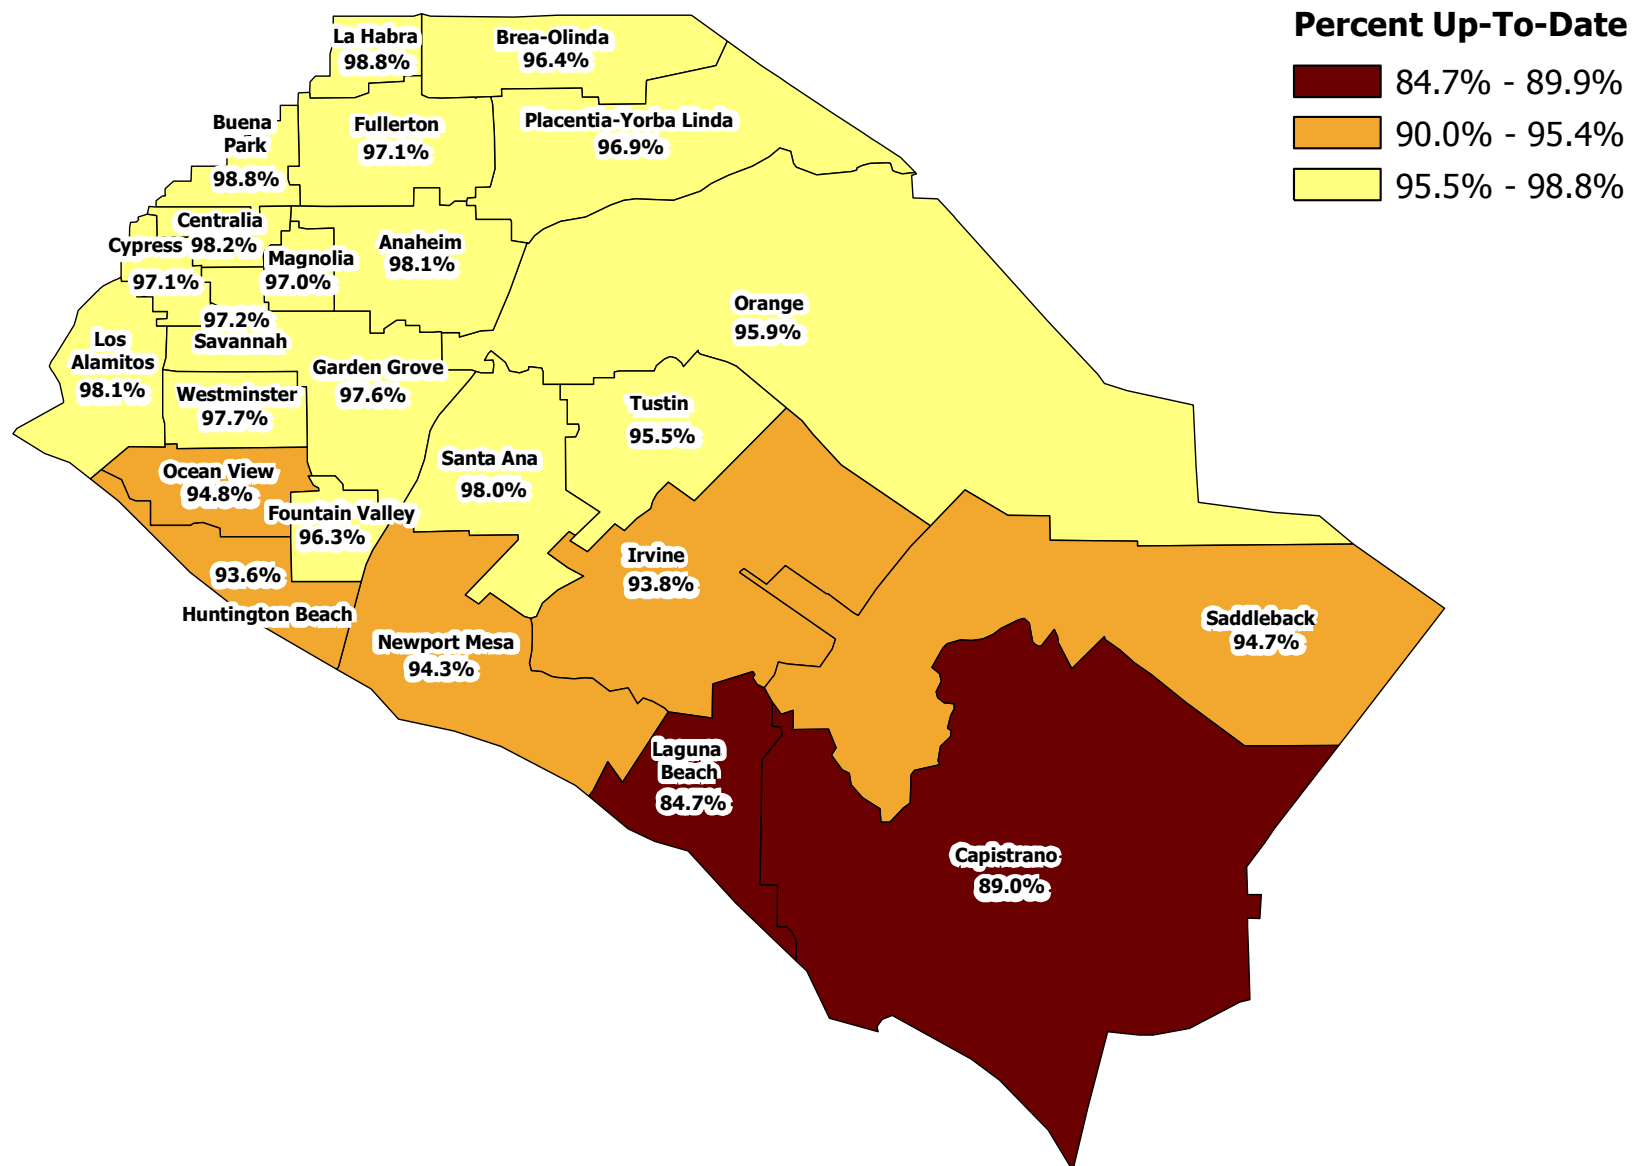 Percent Up-To-Date
84.7% - 89.9%
90.0% - 95.4%
95.5% - 98.8%
La Habra
98.8%
Brea-Olinda
96.4%
Buena
Park
98.8%
Fullerton
97.1%
Placentia-Yorba Linda
96.9%
Centralia
98.2%
Cypress
97.1%
Magnolia
97.0%
Anaheim
98.1%
97.2%
Savannah
Orange
95.9%
Los
Alamitos
98.1%
Garden Grove
97.6%
Westminster
97.7%
Tustin
95.5%
Santa Ana
98.0%
Ocean View
94.8%
Fountain Valley
96.3%
Irvine
93.8%
93.6%
Huntington Beach
Newport Mesa
94.3%
Saddleback
94.7%
Laguna
Beach
84.7%
Capistrano
89.0%